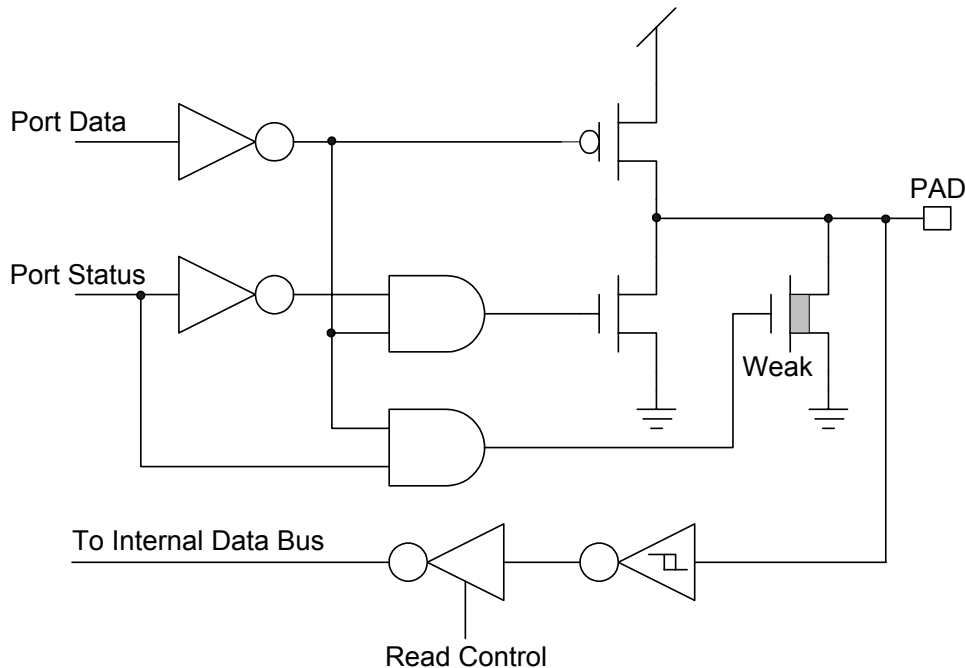 Port Data
PAD
Port Status
Weak
To Internal Data Bus
Read Control